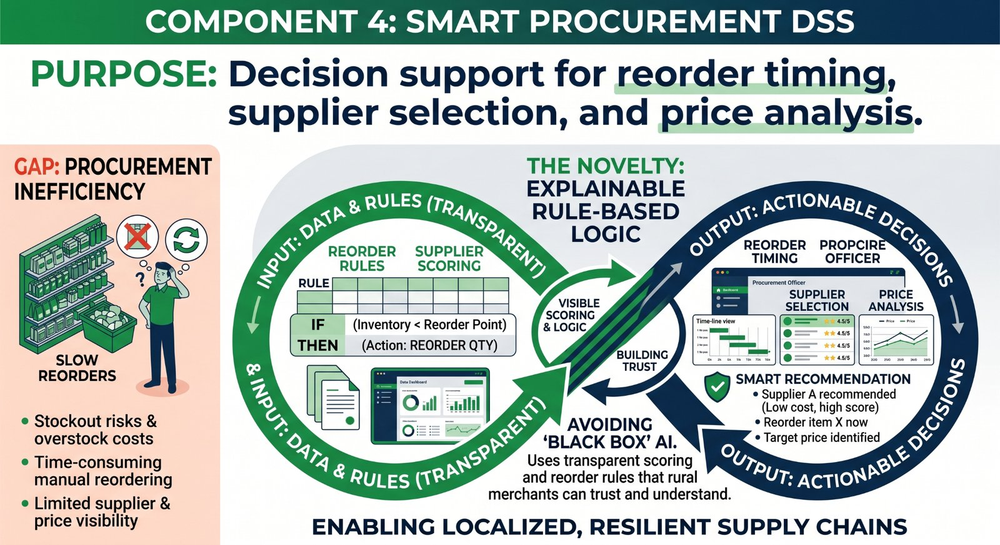 COMPONENT 4: SMART PROCUREMENT DSS
PURPOSE: Decision support for reorder timing,
supplier selection, and price analysis.
GAP: PROCUREMENT
INEFFICIENCY
?
SLOW
REORDERS
• Stockout risks &
overstock costs
• Time-consuming
manual reordering
• Limited supplier &
price visibility
THE NOVELTY:
EXPLAINABLE
RULE-BASED
LOGIC
INPUT: DATA & RULES (TRANSPARENT)
REORDER
RULES
SUPPLIER
SCORING
RULE
IF (Inventory < Reorder Point)
THEN (Action: REORDER QTY)
Data Dashboard
& INPUT: DATA & RULES (TRANSPARENT)
VISIBLE
SCORING
& LOGIC
BUILDING
TRUST
AVOIDING
‘BLACK BOX’ AI.
Uses transparent scoring
and reorder rules that rural
merchants can trust and understand.
OUTPUT: ACTIONABLE DECISIONS
REORDER
TIMING
PROPCIRE
OFFICER
Procurement Officer
SUPPLIER
SELECTION
PRICE
ANALYSIS
Time-line view
4.5/5
4.5/5
4.5/5
4.5/5
Price
Price
SMART RECOMMENDATION
• Supplier A recommended
(Low cost, high score)
• Reorder item X now
• Target price identified
OUTPUT: ACTIONABLE DECISIONS
ENABLING LOCALIZED, RESILIENT SUPPLY CHAINS